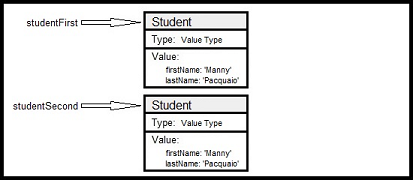 studentFirst
Student
Type: Value Type
Value:
firstName: 'Manny'
lastName: 'Pacquaio'
studentSecond
Student
Type: Value Type
Value:
firstName: 'Manny'
lastName: 'Pacquaio'